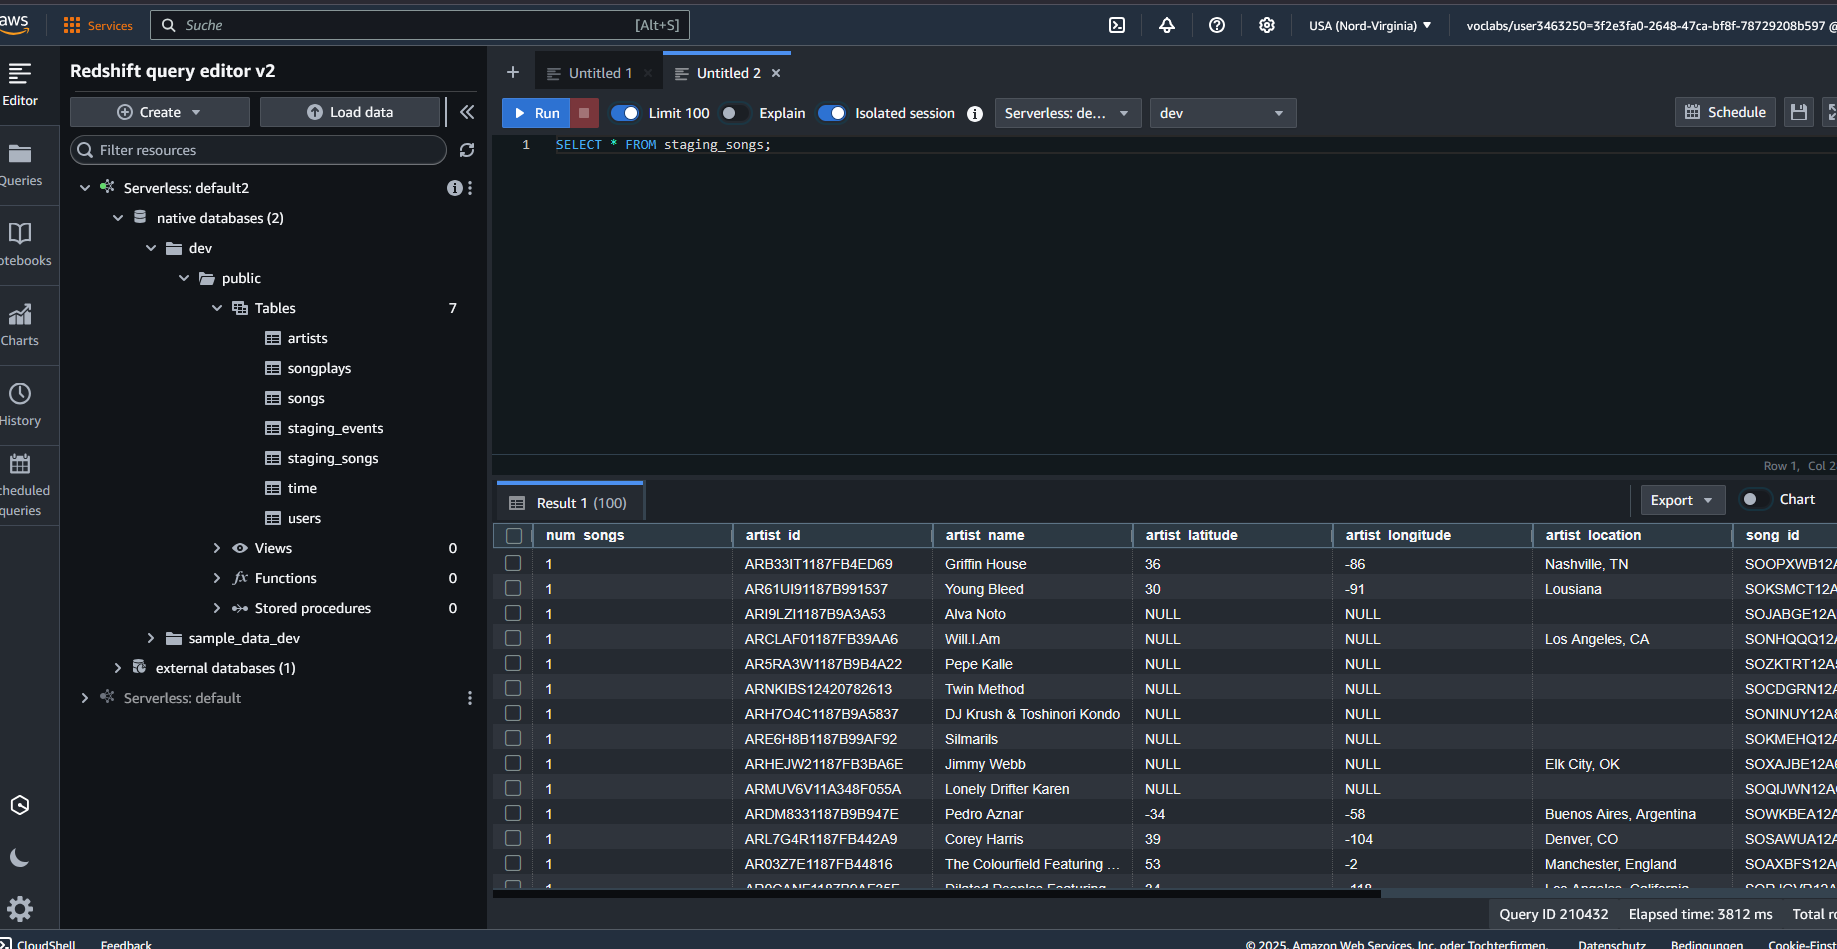 aws
Services
Suche
[Alt+S]
USA (Nord-Virginia)
voclabs/user3463250=3f2e3fa0-2648-47ca-bf8f-78729208b597 @
Editor
Queries
otebooks
Charts
History
cheduled
queries
Redshift query editor v2
Create
Load data
Filter resources
Serverless: default2
native databases (2)
dev
public
Tables 7
artists
songplays
songs
staging_events
staging_songs
time
users
Views 0
fx Functions 0
Stored procedures 0
sample_data_dev
external databases (1)
Serverless: default
Untitled 1
Untitled 2
Run
Limit 100
Explain
Isolated session
Serverless: de...
dev
Schedule
1 SELECT * FROM staging_songs;
Row 1, Col 2
Result 1 (100)
Export
Chart
num_songs artist_id artist_name artist_latitude artist_longitude artist_location song_id
1 ARB33IT1187FB4ED69 Griffin House 36 -86 Nashville, TN SOOPXWB12A
1 AR61UI91187B991537 Young Bleed 30 -91 Lousiana SOKSMCT12A
1 ARI9LZI1187B9A3A53 Alva Noto NULL NULL SOJABGE12A
1 ARCLAF01187FB39AA6 Will.I.Am NULL NULL Los Angeles, CA SONHQQQ12A
1 AR5RA3W1187B9B4A22 Pepe Kalle NULL NULL SOZKTRT12A
1 ARNKIBS12420782613 Twin Method NULL NULL SOCDGRN12A
1 ARH7O4C1187B9A5837 DJ Krush & Toshinori Kondo NULL NULL SONINUY12A
1 ARE6H8B1187B99AF92 Silmarils NULL NULL SOKMEHQ12A
1 ARHEJW21187FB3BA6E Jimmy Webb NULL NULL Elk City, OK SOXAJBE12A
1 ARMUV6V11A348F055A Lonely Drifter Karen NULL NULL SOQIJWN12A
1 ARDM8331187B9B947E Pedro Aznar -34 -58 Buenos Aires, Argentina SOWKBEA12A
1 ARL7G4R1187FB442A9 Corey Harris 39 -104 Denver, CO SOSAWUA12A
1 AR03Z7E1187FB44816 The Colourfield Featuring ... 53 -2 Manchester, England SOAXBFS12A
Query ID 210432 Elapsed time: 3812 ms Total ro
CloudShell Feedback
© 2025, Amazon Web Services, Inc. oder Tochterfirmen. Datenschutz Bedingungen Cookie-Einst